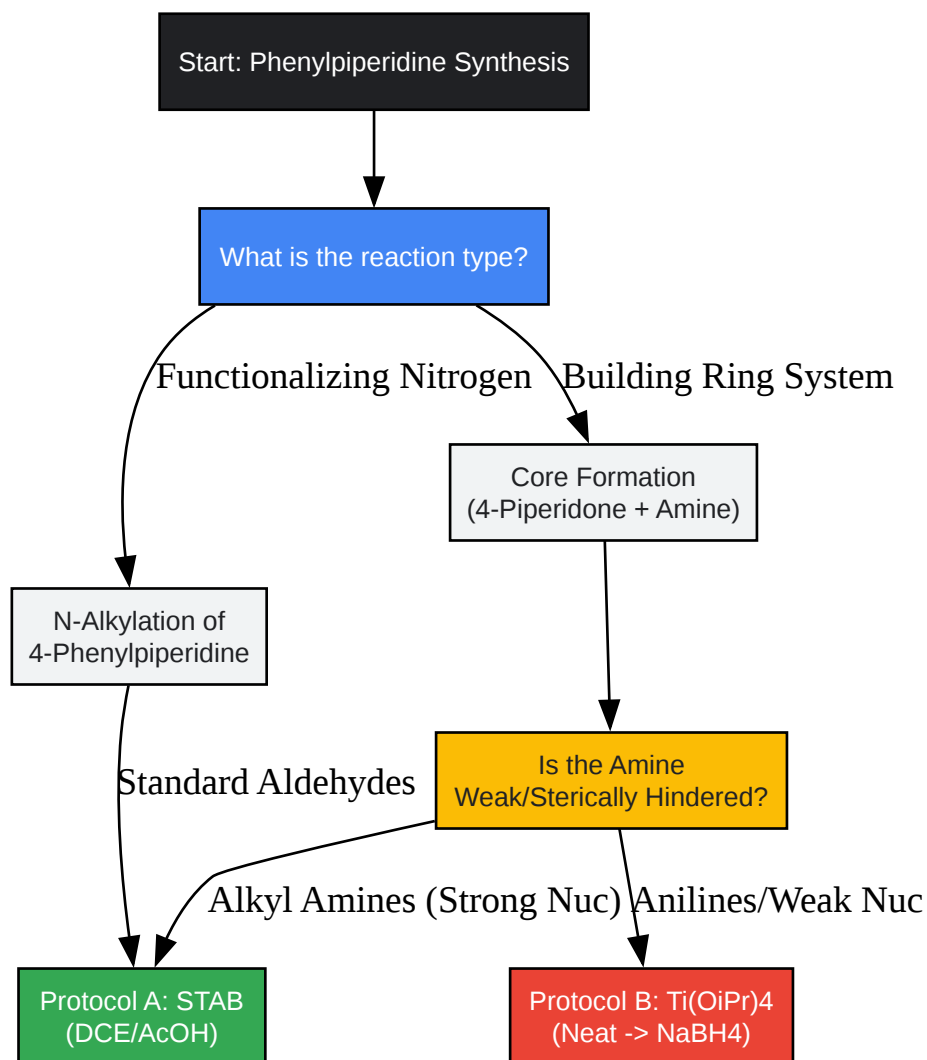 Start: Phenylpiperidine Synthesis
What is the reaction type?
Functionalizing Nitrogen
Building Ring System
Core Formation
(4-Piperidone + Amine)
N-Alkylation of
4-Phenylpiperidine
Is the Amine
Weak/Sterically Hindered?
Standard Aldehydes
Alkyl Amines (Strong Nuc)
Anilines/Weak Nuc
Protocol A: STAB
(DCE/AcOH)
Protocol B: Ti(OiPr)4
(Neat -> NaBH4)